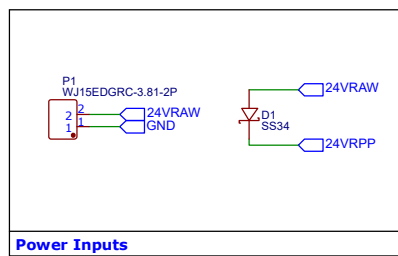 P1
WJ15EDGRC-3.81-2P
2 2 24VRAW
1 1 GND
24VRAW
D1
SS34
24VRPP
Power Inputs